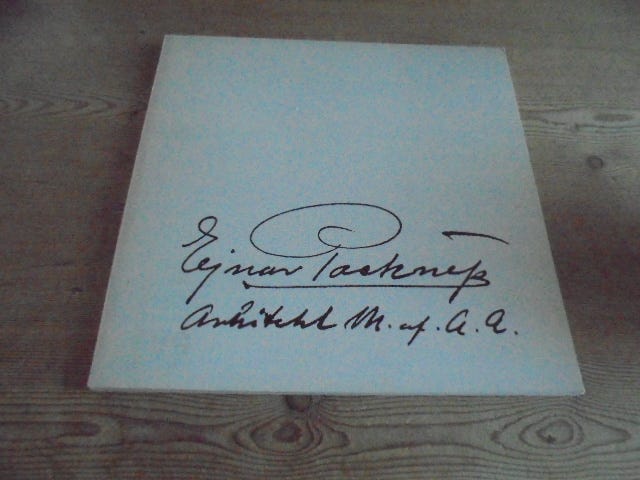 Ejnar Packneß
Arkitekt M. af. A. A.